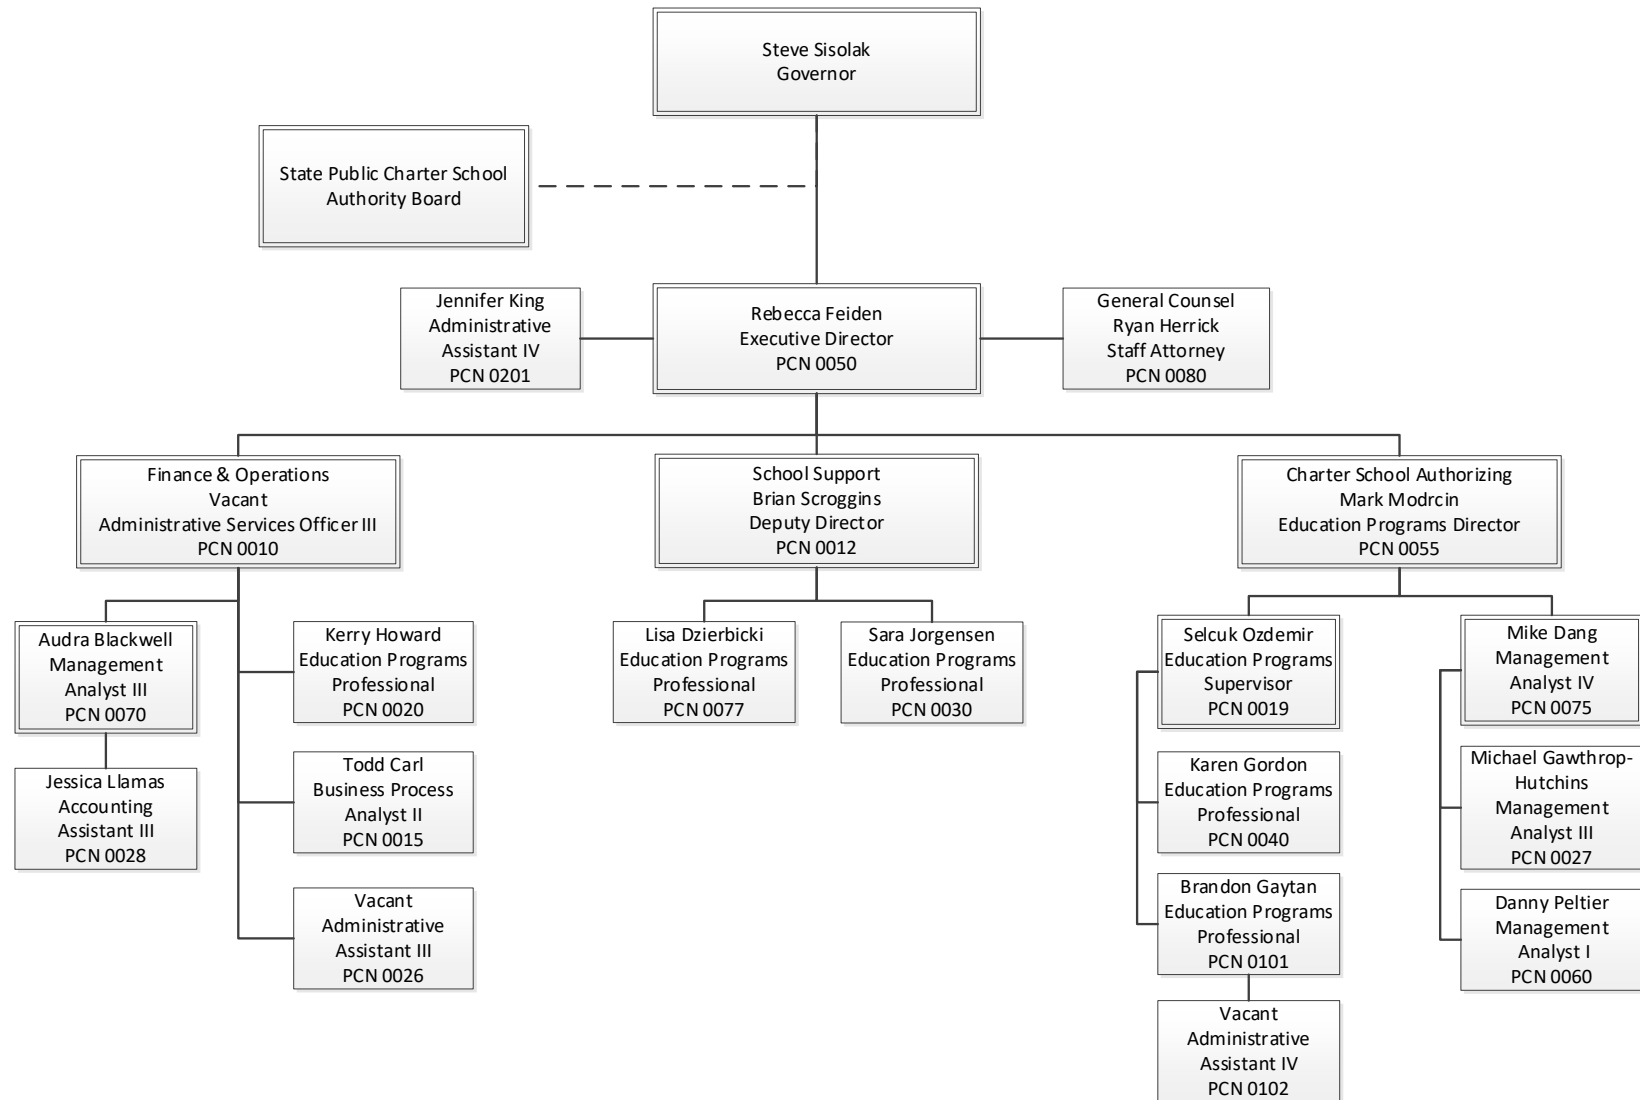 Steve Sisolak
Governor
State Public Charter School
Authority Board
Jennifer King
Administrative
Assistant IV
PCN 0201
Rebecca Feiden
Executive Director
PCN 0050
General Counsel
Ryan Herrick
Staff Attorney
PCN 0080
Finance & Operations
Vacant
Administrative Services Officer III
PCN 0010
School Support
Brian Scroggins
Deputy Director
PCN 0012
Charter School Authorizing
Mark Modrcin
Education Programs Director
PCN 0055
Audra Blackwell
Management
Analyst III
PCN 0070
Kerry Howard
Education Programs
Professional
PCN 0020
Lisa Dzierbicki
Education Programs
Professional
PCN 0077
Sara Jorgensen
Education Programs
Professional
PCN 0030
Selcuk Ozdemir
Education Programs
Supervisor
PCN 0019
Mike Dang
Management
Analyst IV
PCN 0075
Jessica Llamas
Accounting
Assistant III
PCN 0028
Todd Carl
Business Process
Analyst II
PCN 0015
Karen Gordon
Education Programs
Professional
PCN 0040
Michael Gawthrop-
Hutchins
Management
Analyst III
PCN 0027
Vacant
Administrative
Assistant III
PCN 0026
Brandon Gaytan
Education Programs
Professional
PCN 0101
Danny Peltier
Management
Analyst I
PCN 0060
Vacant
Administrative
Assistant IV
PCN 0102